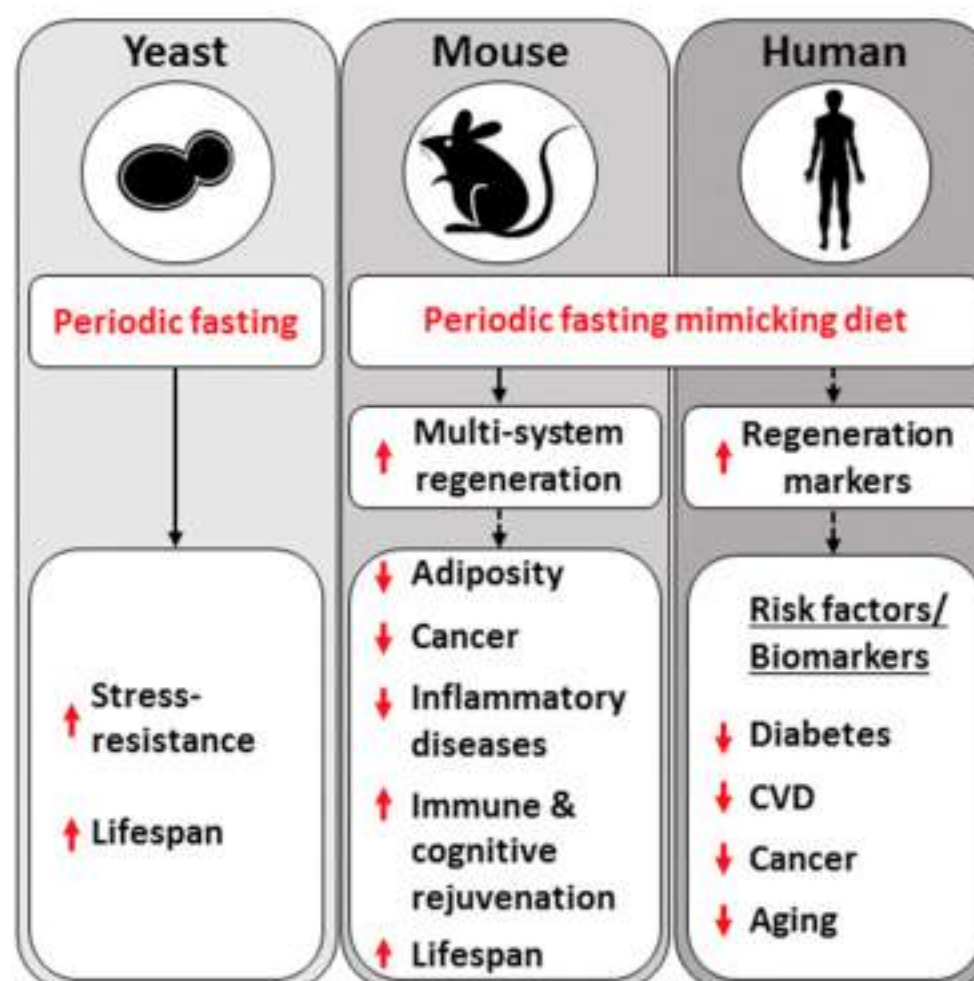 Yeast
Mouse
Human
Periodic fasting
Periodic fasting mimicking diet
Multi-system
regeneration
Regeneration
markers
Stress-
resistance
Lifespan
Adiposity
Cancer
Inflammatory
diseases
Immune &
cognitive
rejuvenation
Lifespan
Risk factors/
Biomarkers
Diabetes
CVD
Cancer
Aging